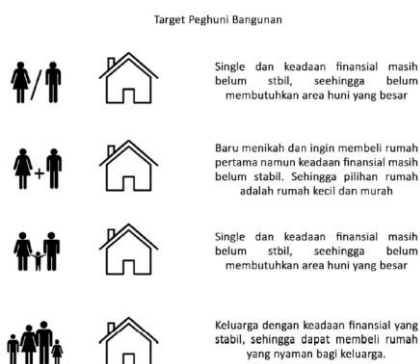 Target Peghuni Bangunan
Single dan keadaan finansial masih
belum stbil, seehingga belum
membutuhkan area huni yang besar
Baru menikah dan ingin membeli rumah
pertama namun keadaan finansial masih
belum stabil. Sehingga pilihan rumah
adalah rumah kecil dan murah
Single dan keadaan finansial masih
belum stbil, seehingga belum
membutuhkan area huni yang besar
Keluarga dengan keadaan finansial yang
stabil, sehingga dapat membeli rumah
yang nyaman bagi keluarga.